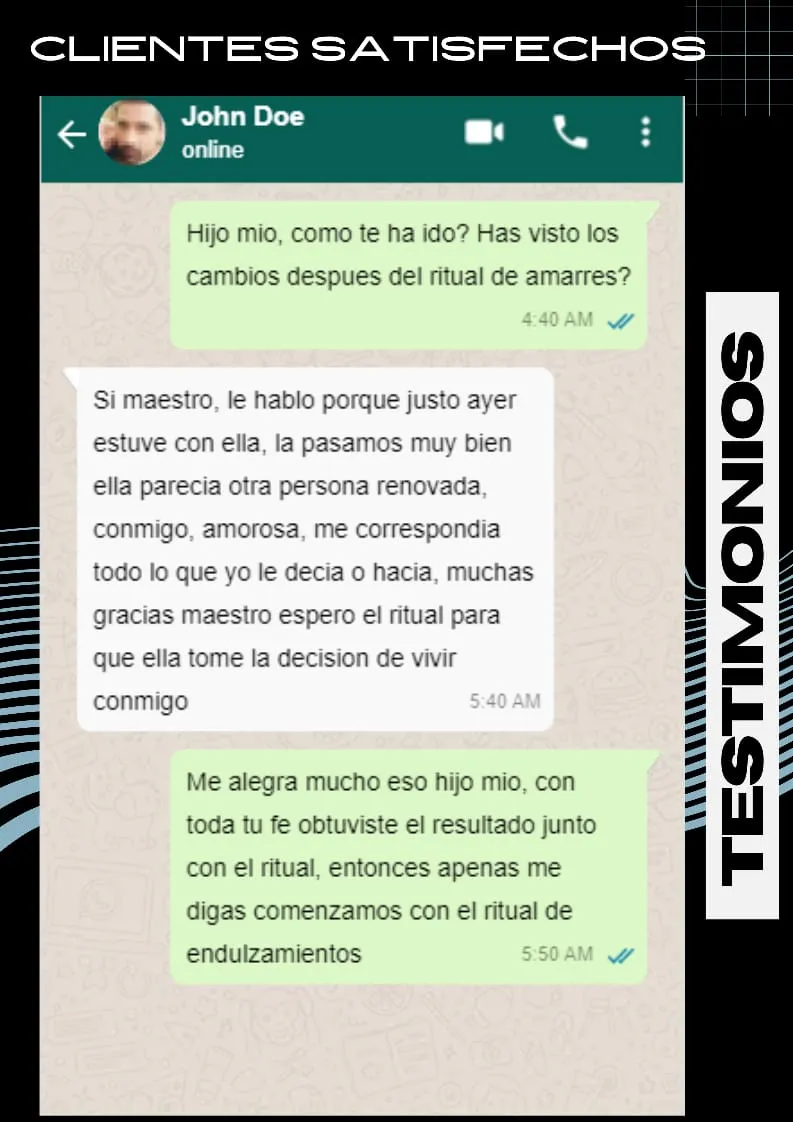 CLIENTES SATISFECHOS
John Doe
online
Hijo mio, como te ha ido? Has visto los
cambios despues del ritual de amarres?
4:40 AM
Si maestro, le hablo porque justo ayer
estuve con ella, la pasamos muy bien
ella parecia otra persona renovada,
conmigo, amorosa, me correspondia
todo lo que yo le decia o hacia, muchas
gracias maestro espero el ritual para
que ella tome la decision de vivir
conmigo
5:40 AM
Me alegra mucho eso hijo mio, con
toda tu fe obtuviste el resultado junto
con el ritual, entonces apenas me
digas comenzamos con el ritual de
endulzamientos
5:50 AM
TESTIMONIOS